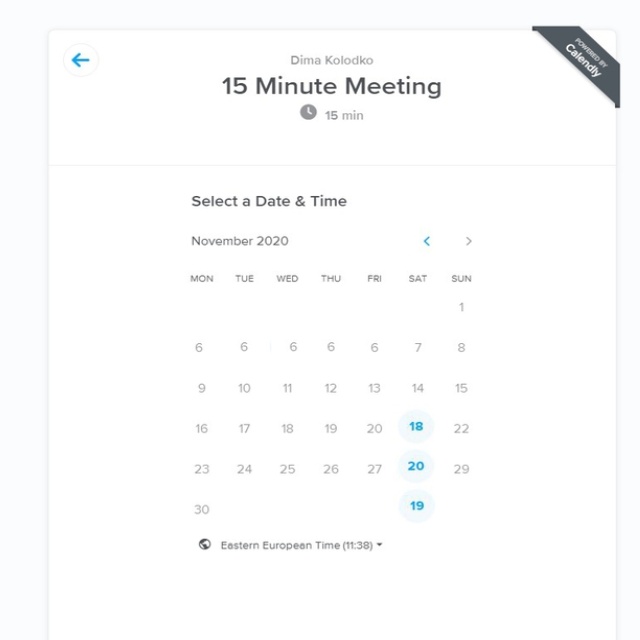 POWERED BY
Calendly
Dima Kolodko
15 Minute Meeting
15 min
Select a Date & Time
November 2020
MON TUE WED THU FRI SAT SUN
1
6 6 6 6 6 7 8
9 10 11 12 13 14 15
16 17 18 19 20 18 22
23 24 25 26 27 20 29
30 19
Eastern European Time (11:38)